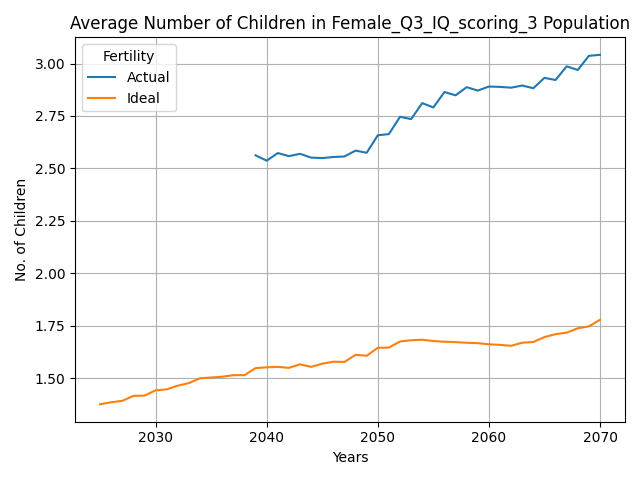 Average Number of Children in Female_Q3_IQ_scoring_3 Population
Fertility
Actual
Ideal
3.00
2.75
2.50
2.25
2.00
1.75
1.50
No. of Children
2030 2040 2050 2060 2070
Years